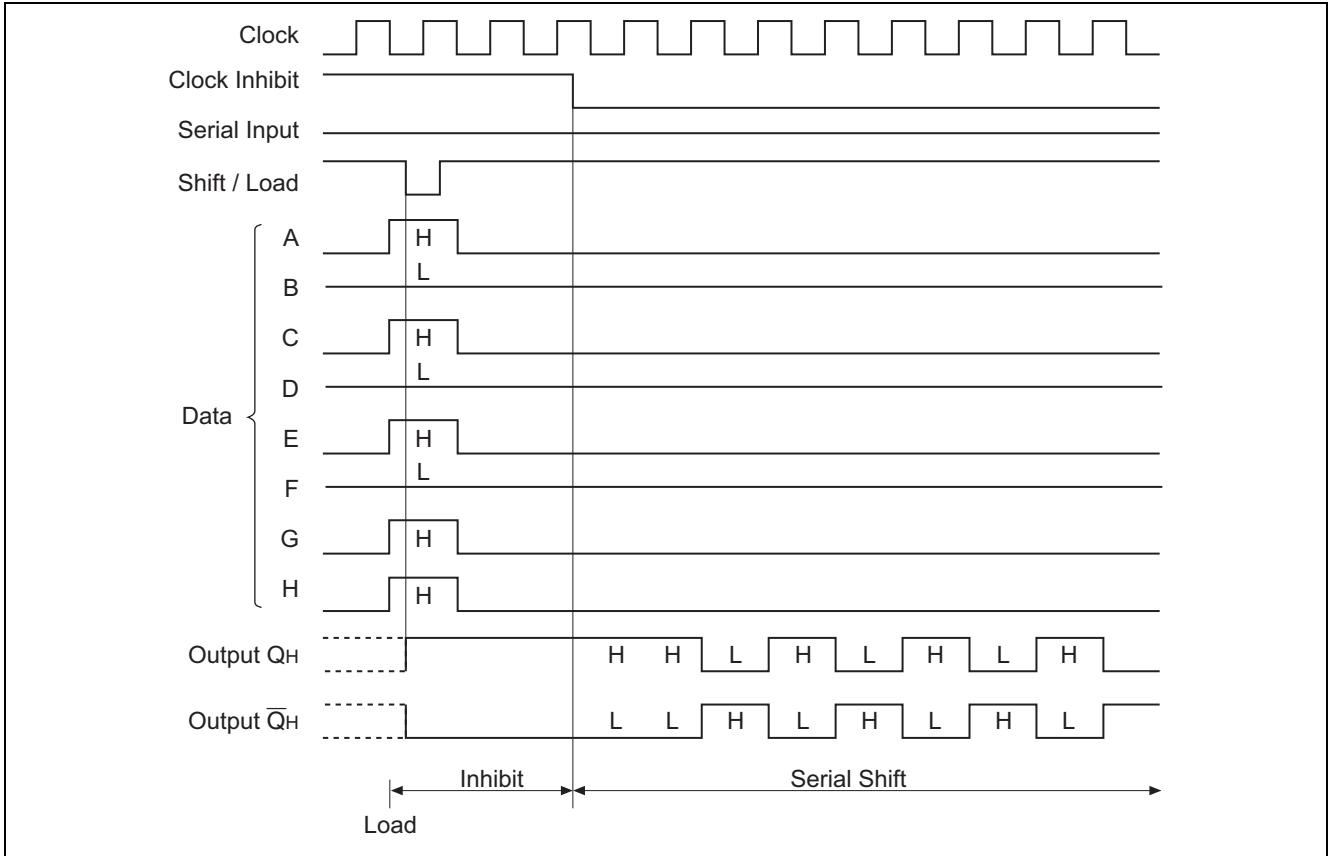 Clock
Clock Inhibit
Serial Input
Shift / Load
Data
A H
L
B
C H
L
D
E H
L
F
G H
H H
Output QH H H L H L H L H
Output Q̅H L L H L H L H L
Inhibit Serial Shift
Load